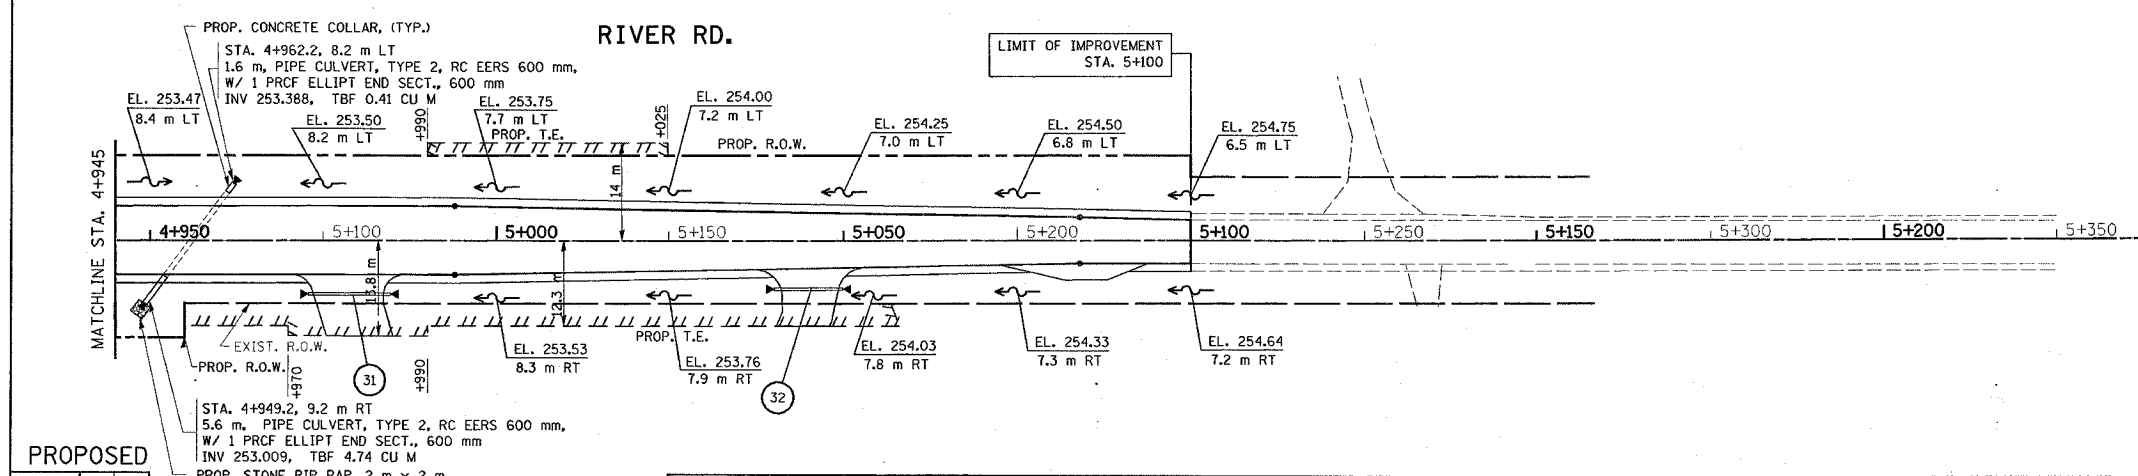 RIVER RD.
PROP. CONCRETE COLLAR, (TYP.)
STA. 4+962.2, 8.2 m LT
1.6 m, PIPE CULVERT, TYPE 2, RC EERS 600 mm,
W/ 1 PRCF ELLIPT END SECT., 600 mm
INV 253.388, TBF 0.41 CU M
LIMIT OF IMPROVEMENT
STA. 5+100
EL. 253.47
8.4 m LT
EL. 253.50
8.2 m LT
+990
EL. 253.75
7.7 m LT
PROP. T.E.
+025
EL. 254.00
7.2 m LT
PROP. R.O.W.
EL. 254.25
7.0 m LT
EL. 254.50
6.8 m LT
EL. 254.75
6.5 m LT
14 m
MATCHLINE STA. 4+945
4+950
5+100
5+000
5+150
5+050
5+200
5+100
5+250
5+150
5+300
5+200
5+350
13.8 m
12.3 m
EXIST. R.O.W.
PROP. R.O.W.
+970
31
+990
EL. 253.53
8.3 m RT
PROP. T.E.
EL. 253.76
7.9 m RT
32
EL. 254.03
7.8 m RT
EL. 254.33
7.3 m RT
EL. 254.64
7.2 m RT
STA. 4+949.2, 9.2 m RT
5.6 m, PIPE CULVERT, TYPE 2, RC EERS 600 mm,
W/ 1 PRCF ELLIPT END SECT., 600 mm
INV 253.009, TBF 4.74 CU M
PROP. STONE RIP RAP, 2 m x 2 m
PROPOSED